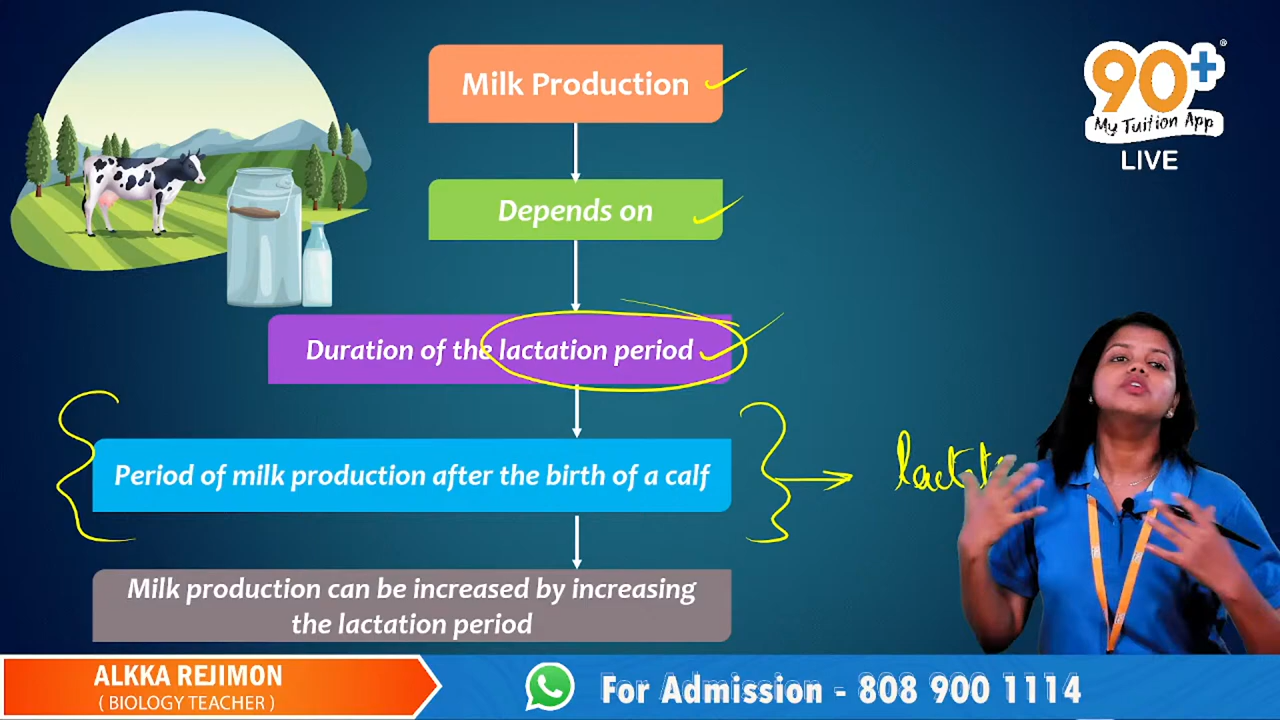 Milk Production
Depends on
Duration of the lactation period
Period of milk production after the birth of a calf
Milk production can be increased by increasing
the lactation period
90+
My Tuition App
LIVE
ALKKA REJIMON
( BIOLOGY TEACHER )
For Admission - 808 900 1114